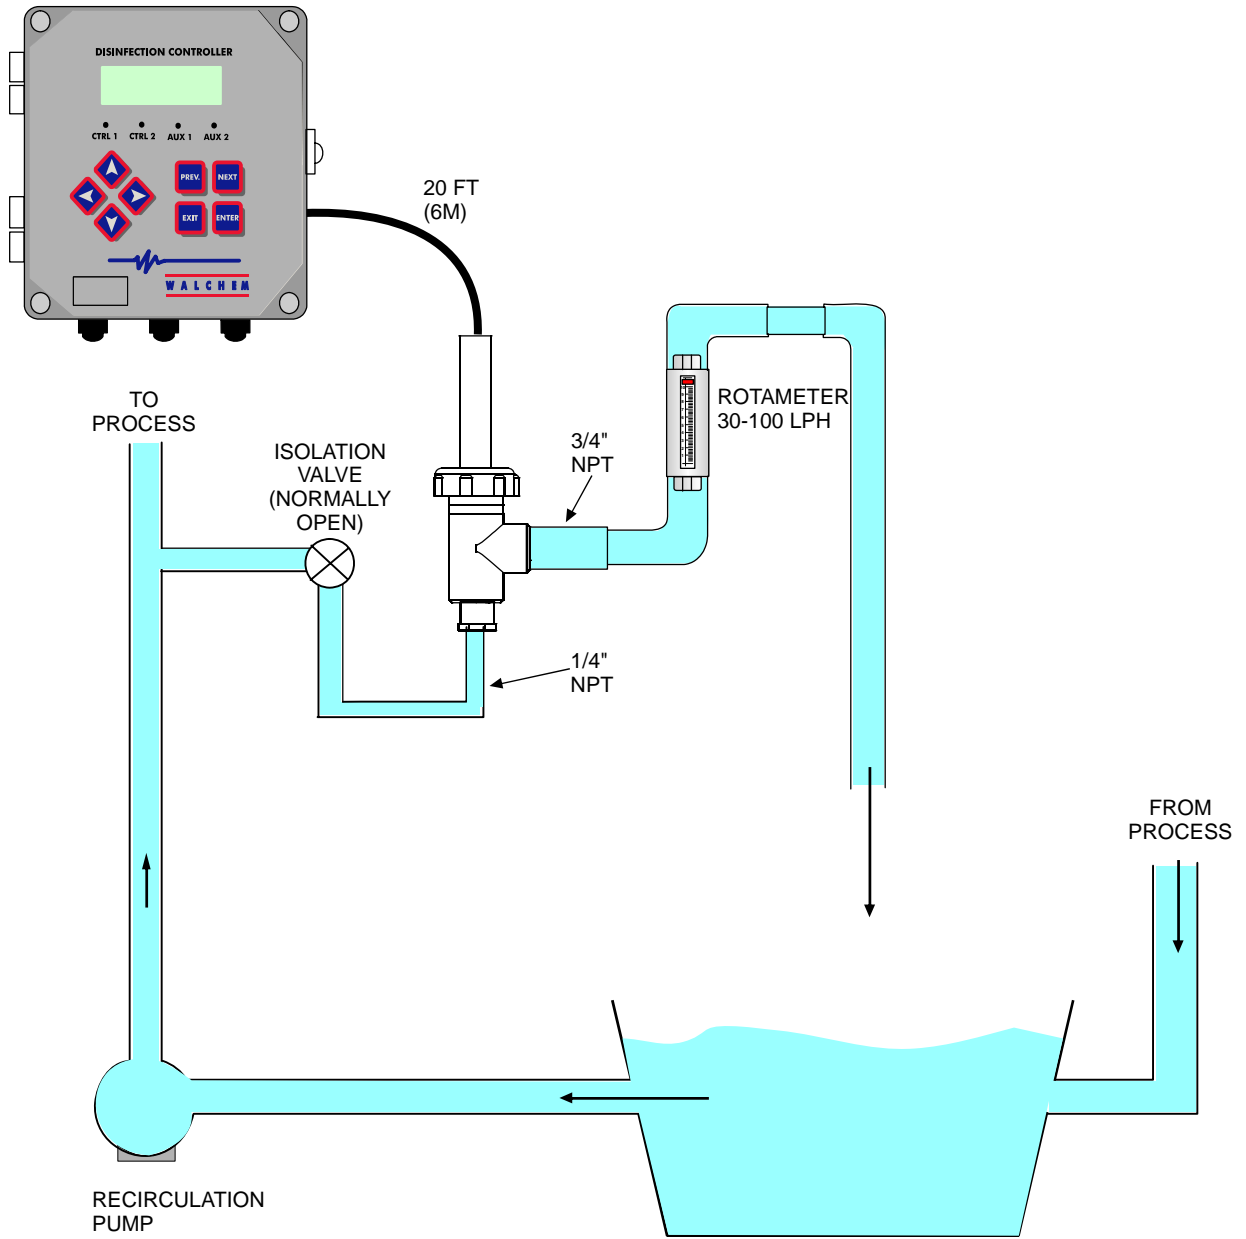 DISINFECTION CONTROLLER
CTRL 1 CTRL 2 AUX 1 AUX 2
PREV. NEXT
EXIT ENTER
WALCHEM
20 FT
(6M)
TO
PROCESS
ISOLATION
VALVE
(NORMALLY
OPEN)
3/4"
NPT
ROTAMETER
30-100 LPH
1/4"
NPT
FROM
PROCESS
RECIRCULATION
PUMP